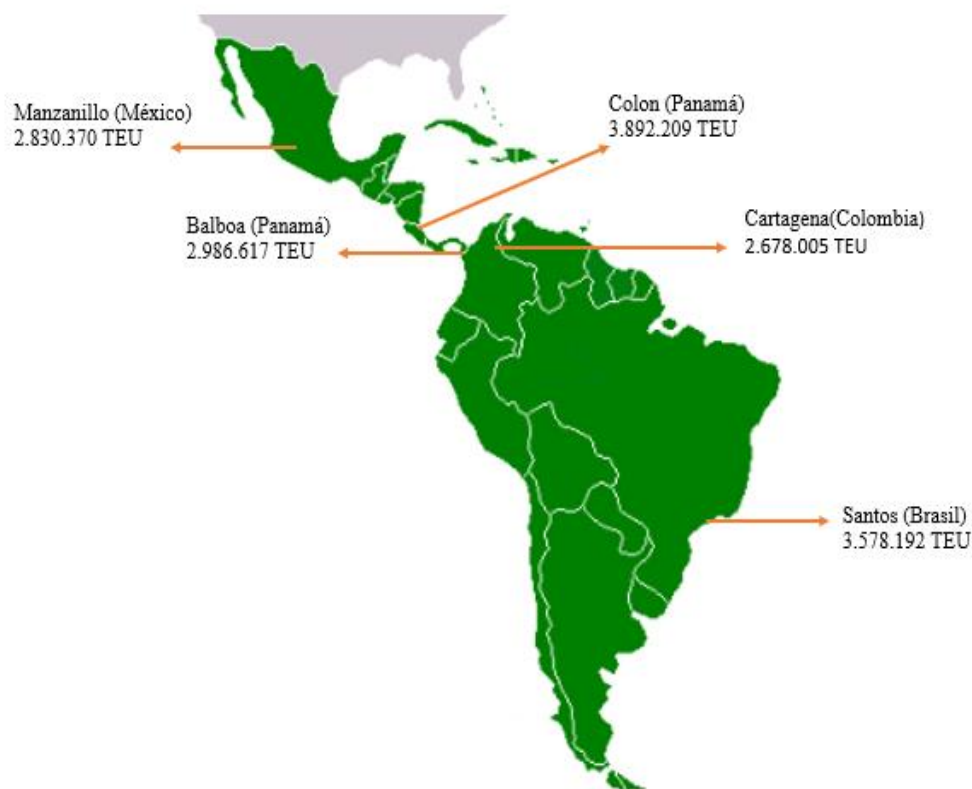 Manzanillo (México)
2.830.370 TEU
Colon (Panamá)
3.892.209 TEU
Balboa (Panamá)
2.986.617 TEU
Cartagena(Colombia)
2.678.005 TEU
Santos (Brasil)
3.578.192 TEU